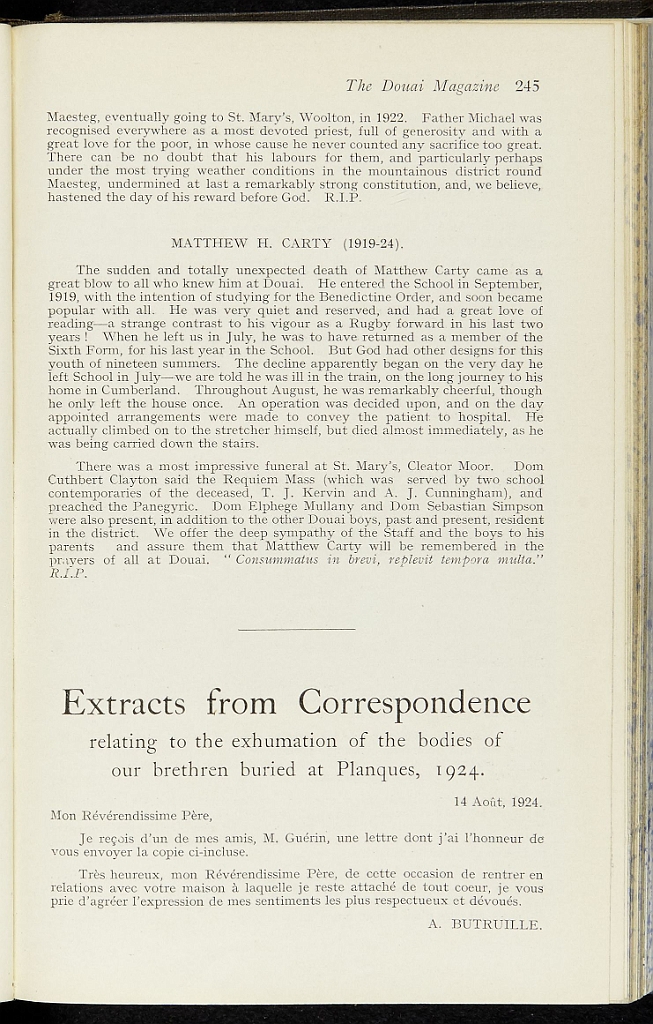 The Douai Magazine 245
Maesteg, eventually going to St. Mary's, Woolton, in 1922. Father Michael was
recognised everywhere as a most devoted priest, full of generosity and with a
great love for the poor, in whose cause he never counted any sacrifice too great.
There can be no doubt that his labours for them, and particularly perhaps
under the most trying weather conditions in the mountainous district round
Maesteg, undermined at last a remarkably strong constitution, and, we believe,
hastened the day of his reward before God. R.I.P.
MATTHEW H. CARTY (1919-24).
The sudden and totally unexpected death of Matthew Carty came as a
great blow to all who knew him at Douai. He entered the School in September,
1919, with the intention of studying for the Benedictine Order, and soon became
popular with all. He was very quiet and reserved, and had a great love of
reading—a strange contrast to his vigour as a Rugby forward in his last two
years ! When he left us in July, he was to have returned as a member of the
Sixth Form, for his last year in the School. But God had other designs for this
youth of nineteen summers. The decline apparently began on the very day he
left School in July—we are told he was ill in the train, on the long journey to his
home in Cumberland. Throughout August, he was remarkably cheerful, though
he only left the house once. An operation was decided upon, and on the day
appointed arrangements were made to convey the patient to hospital. He
actually climbed on to the stretcher himself, but died almost immediately, as he
was being carried down the stairs.
There was a most impressive funeral at St. Mary's, Cleator Moor. Dom
Cuthbert Clayton said the Requiem Mass (which was served by two school
contemporaries of the deceased, T. J. Kervin and A. J. Cunningham), and
preached the Panegyric. Dom Elphege Mullany and Dom Sebastian Simpson
were also present, in addition to the other Douai boys, past and present, resident
in the district. We offer the deep sympathy of the Staff and the boys to his
parents and assure them that Matthew Carty will be remembered in the
prayers of all at Douai. " Consummatus in brevi, replevit tempora multa."
R.I.P.
Extracts from Correspondence
relating to the exhumation of the bodies of
our brethren buried at Planques, 1924.
14 Août, 1924.
Mon Révérendissime Père,
Je reçois d'un de mes amis, M. Guérin, une lettre dont j'ai l'honneur de
vous envoyer la copie ci-incluse.
Très heureux, mon Révérendissime Père, de cette occasion de rentrer en
relations avec votre maison à laquelle je reste attaché de tout coeur, je vous
prie d'agréer l'expression de mes sentiments les plus respectueux et dévoués.
A. BUTRUILLE.